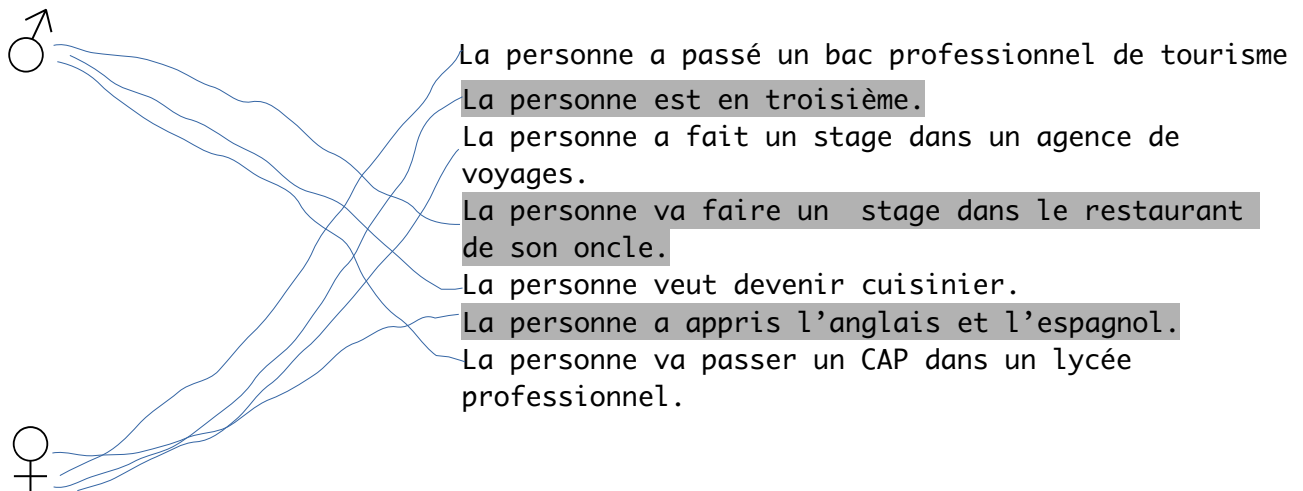 La personne a passé un bac professionnel de tourisme
La personne est en troisième.
La personne a fait un stage dans un agence de
voyages.
La personne va faire un  stage dans le restaurant
de son oncle.
La personne veut devenir cuisinier.
La personne a appris l’anglais et l’espagnol.
La personne va passer un CAP dans un lycée
professionnel.